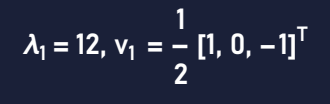 λ₁ = 12, v₁ = 1/2 [1, 0, −1]ᵀ